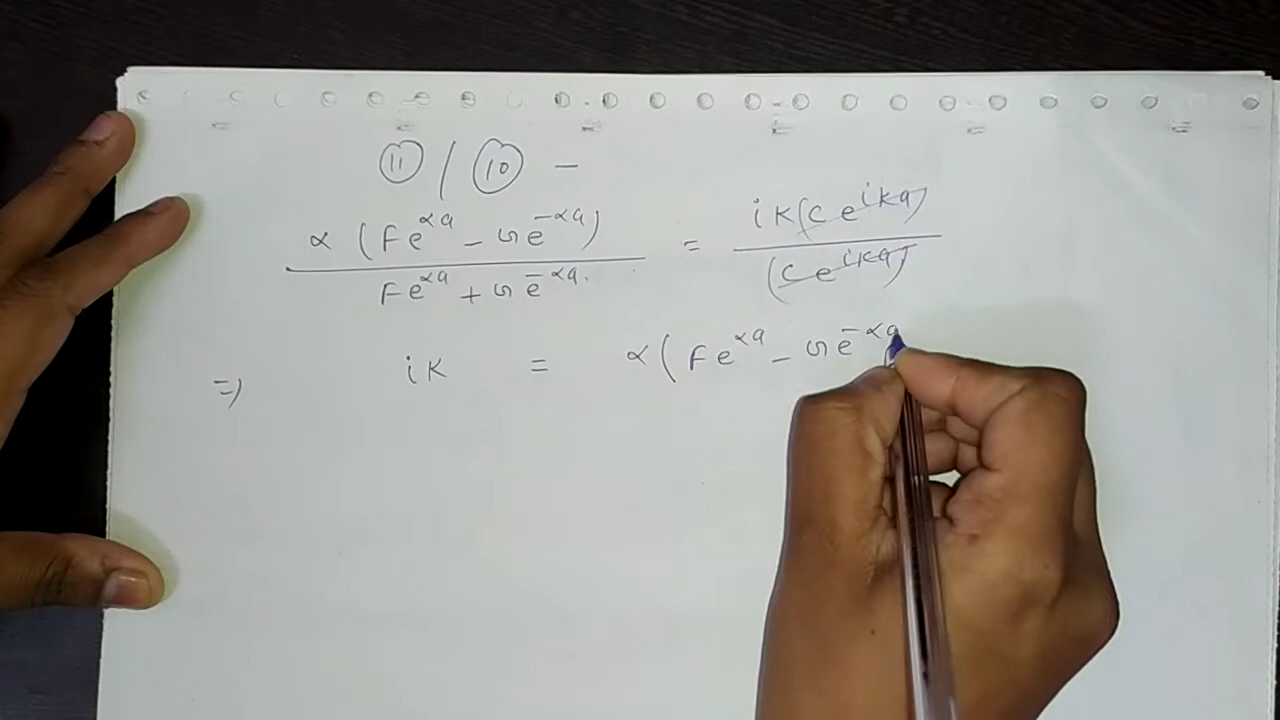 ⑪ / ⑩ –
α (Fe^{αa} – Ge^{–αa}) / Fe^{αa} + Ge^{–αa} = iK(Ce^{ika}) / (Ce^{ika})
=) iK = α (Fe^{αa} – Ge^{–αa}